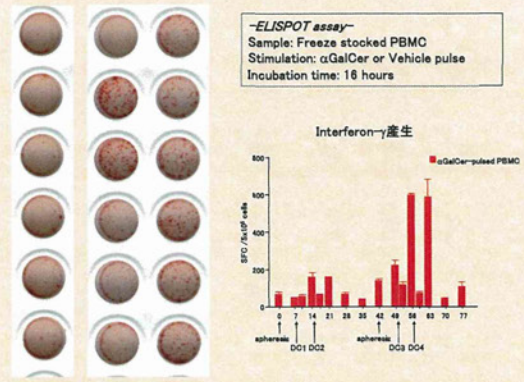 -ELISPOT assay-
Sample: Freeze stocked PBMC
Stimulation: αGalCer or Vehicle pulse
Incubation time: 16 hours
Interferon-γ産生
αGalCer-pulsed PBMC
SFC /5x10⁵ cells
800
600
400
200
0
0 7 14 21 28 35 42 49 56 63 70 77
apheresis
DC1 DC2
apheresis
DC3 DC4